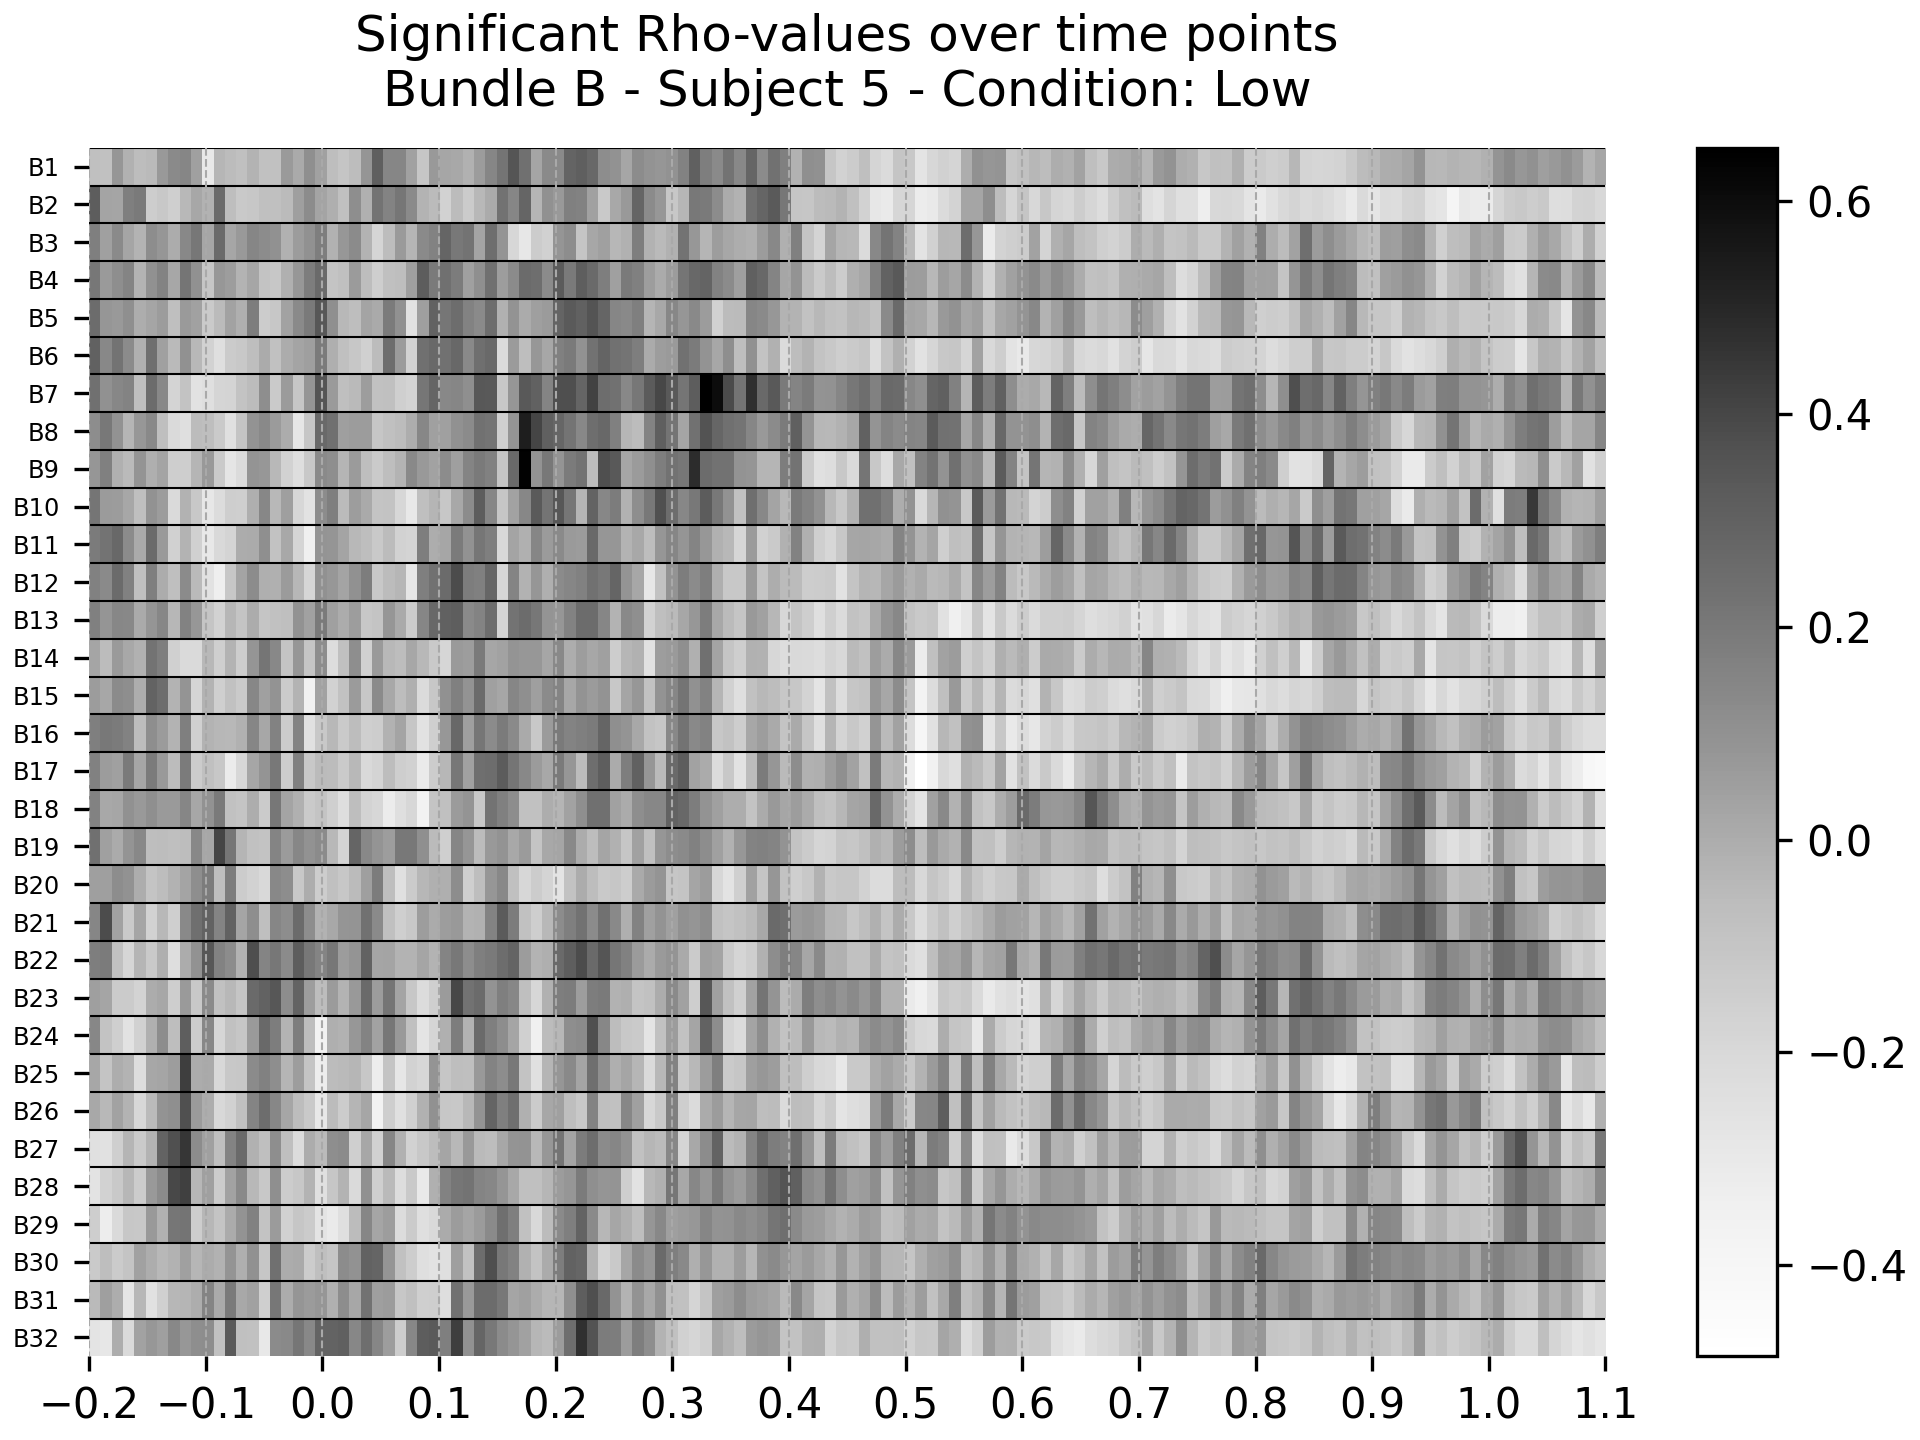 Significant Rho-values over time points
Bundle B - Subject 5 - Condition: Low
B1
B2
B3
B4
B5
B6
B7
B8
B9
B10
B11
B12
B13
B14
B15
B16
B17
B18
B19
B20
B21
B22
B23
B24
B25
B26
B27
B28
B29
B30
B31
B32
−0.2 −0.1 0.0 0.1 0.2 0.3 0.4 0.5 0.6 0.7 0.8 0.9 1.0 1.1
0.6
0.4
0.2
0.0
−0.2
−0.4